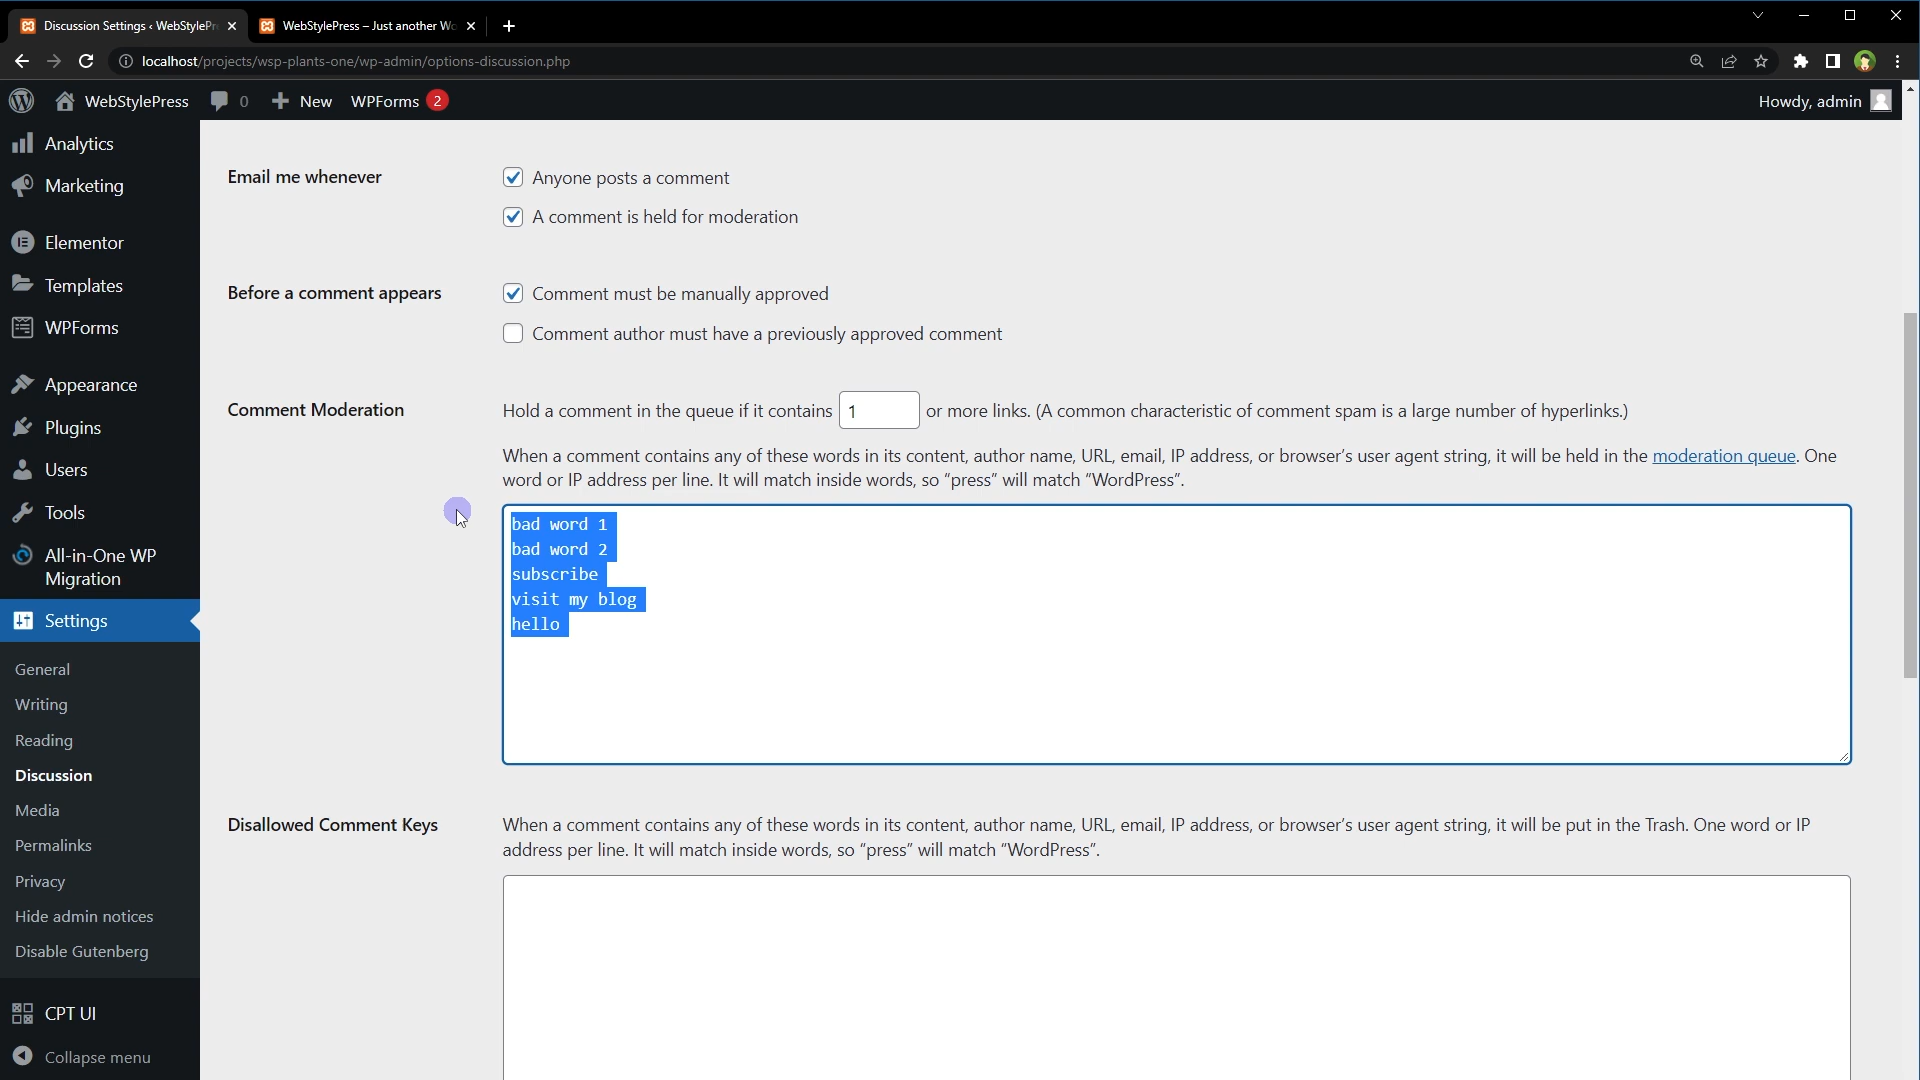 Discussion Settings ‹ WebStylePr
WebStylePress – Just another Wo
localhost/projects/wsp-plants-one/wp-admin/options-discussion.php
WebStylePress 0 New WPForms 2
Howdy, admin
Analytics
Marketing
Elementor
Templates
WPForms
Appearance
Plugins
Users
Tools
All-in-One WP
Migration
Settings
General
Writing
Reading
Discussion
Media
Permalinks
Privacy
Hide admin notices
Disable Gutenberg
CPT UI
Collapse menu
Email me whenever
Anyone posts a comment
A comment is held for moderation
Before a comment appears
Comment must be manually approved
Comment author must have a previously approved comment
Comment Moderation
Hold a comment in the queue if it contains 1 or more links. (A common characteristic of comment spam is a large number of hyperlinks.)
When a comment contains any of these words in its content, author name, URL, email, IP address, or browser’s user agent string, it will be held in the moderation queue. One
word or IP address per line. It will match inside words, so “press” will match “WordPress”.
bad word 1
bad word 2
subscribe
visit my blog
hello
Disallowed Comment Keys
When a comment contains any of these words in its content, author name, URL, email, IP address, or browser’s user agent string, it will be put in the Trash. One word or IP
address per line. It will match inside words, so “press” will match “WordPress”.